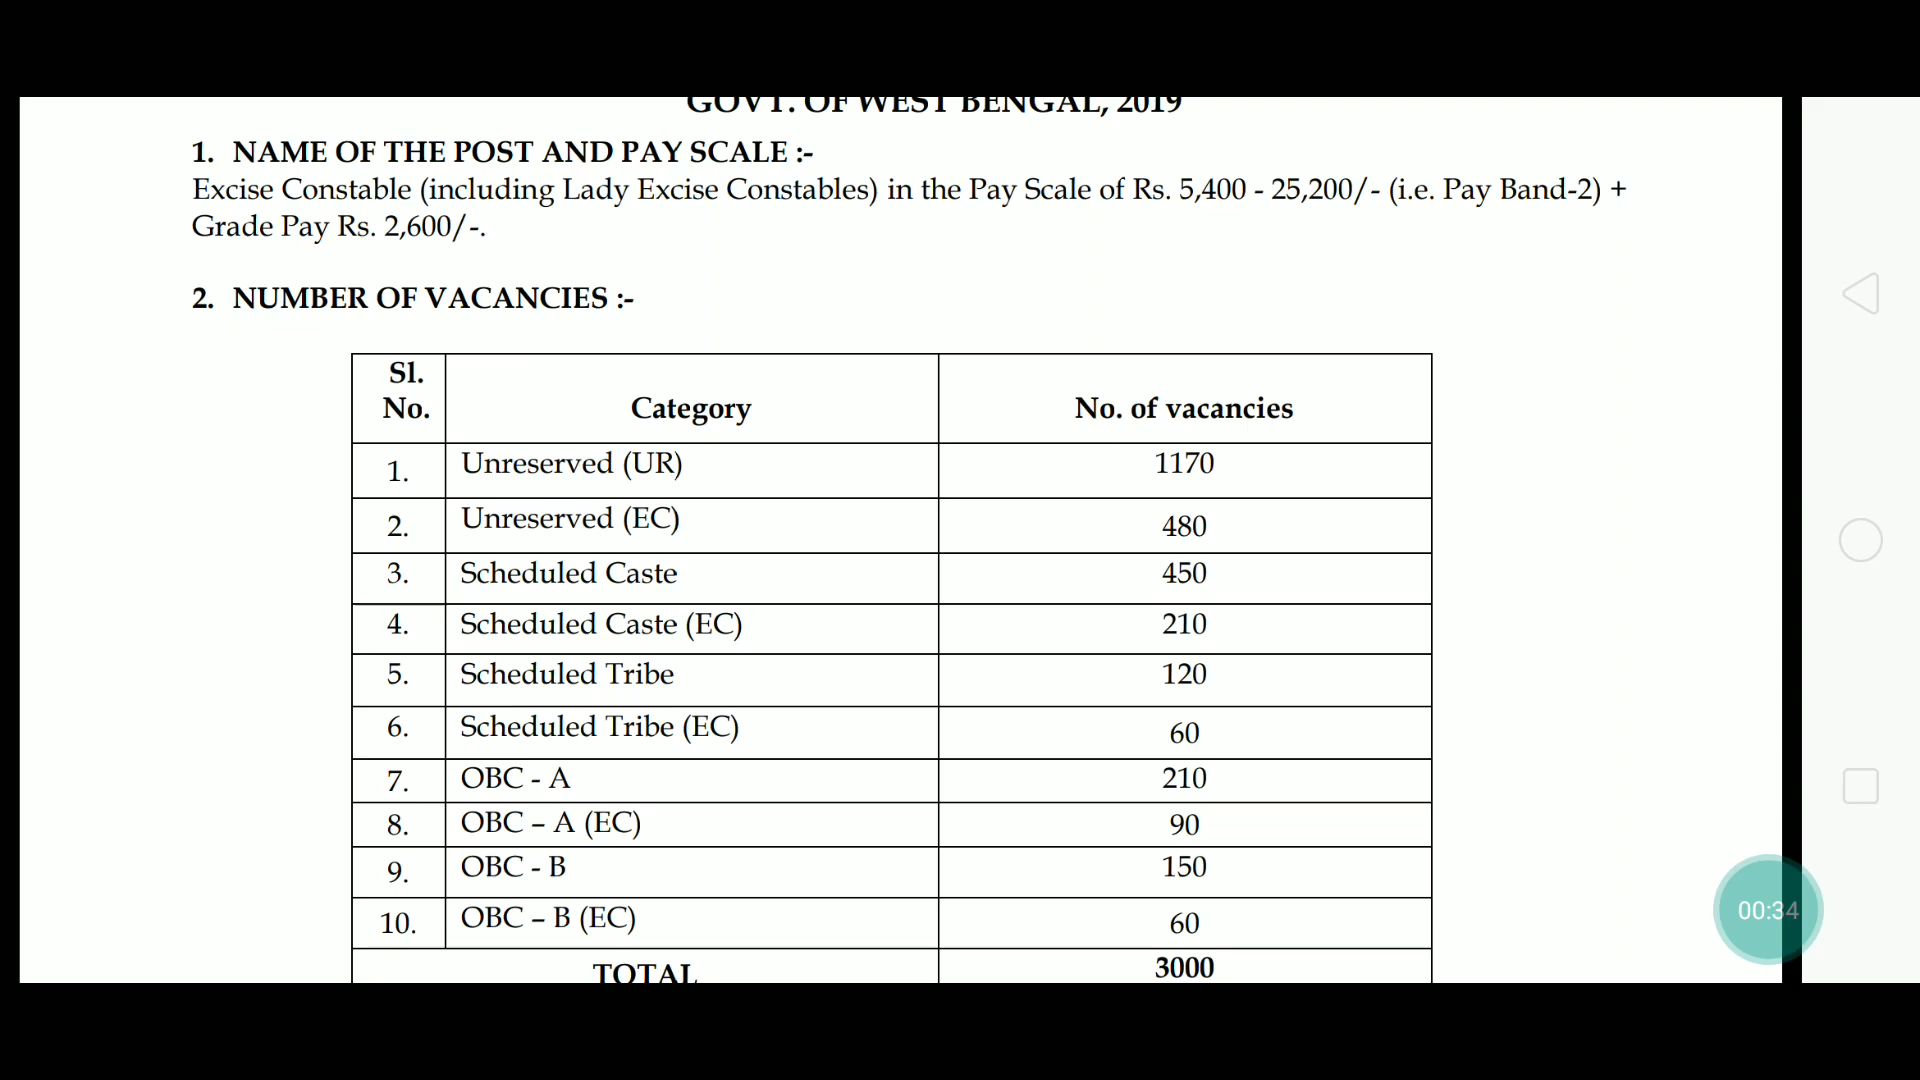 GOVT. OF WEST BENGAL, 2019
1. NAME OF THE POST AND PAY SCALE :-
Excise Constable (including Lady Excise Constables) in the Pay Scale of Rs. 5,400 - 25,200/- (i.e. Pay Band-2) +
Grade Pay Rs. 2,600/-.
2. NUMBER OF VACANCIES :-
Sl. No. Category No. of vacancies
1. Unreserved (UR) 1170
2. Unreserved (EC) 480
3. Scheduled Caste 450
4. Scheduled Caste (EC) 210
5. Scheduled Tribe 120
6. Scheduled Tribe (EC) 60
7. OBC - A 210
8. OBC – A (EC) 90
9. OBC - B 150
10. OBC – B (EC) 60
TOTAL 3000
00:34